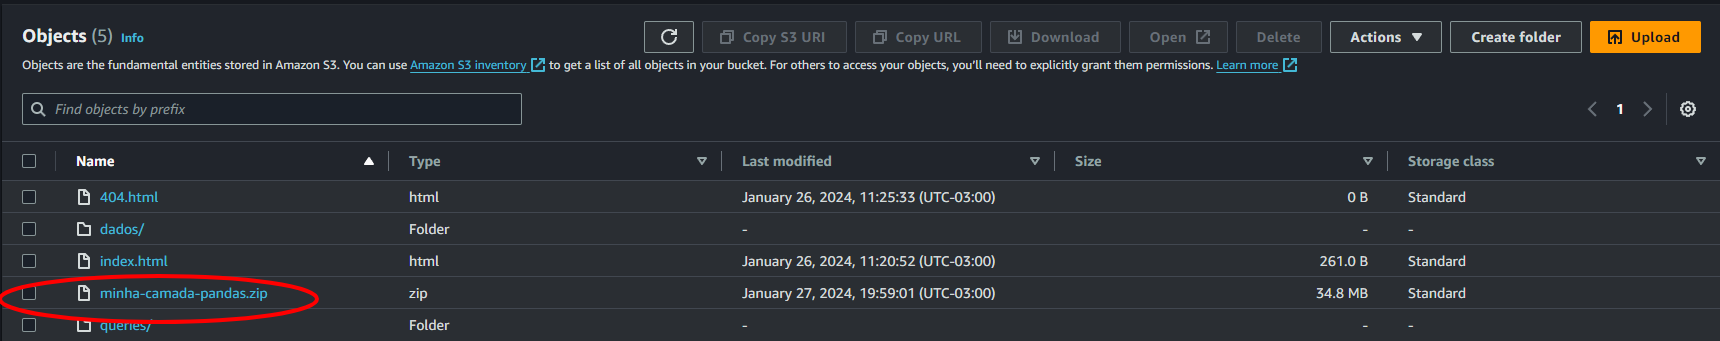 Objects (5) Info
Copy S3 URI Copy URL Download Open Delete Actions Create folder Upload
Objects are the fundamental entities stored in Amazon S3. You can use Amazon S3 inventory to get a list of all objects in your bucket. For others to access your objects, you'll need to explicitly grant them permissions. Learn more
Find objects by prefix
1
Name Type Last modified Size Storage class
404.html html January 26, 2024, 11:25:33 (UTC-03:00) 0 B Standard
dados/ Folder - - -
index.html html January 26, 2024, 11:20:52 (UTC-03:00) 261.0 B Standard
minha-camada-pandas.zip zip January 27, 2024, 19:59:01 (UTC-03:00) 34.8 MB Standard
queries/ Folder - - -